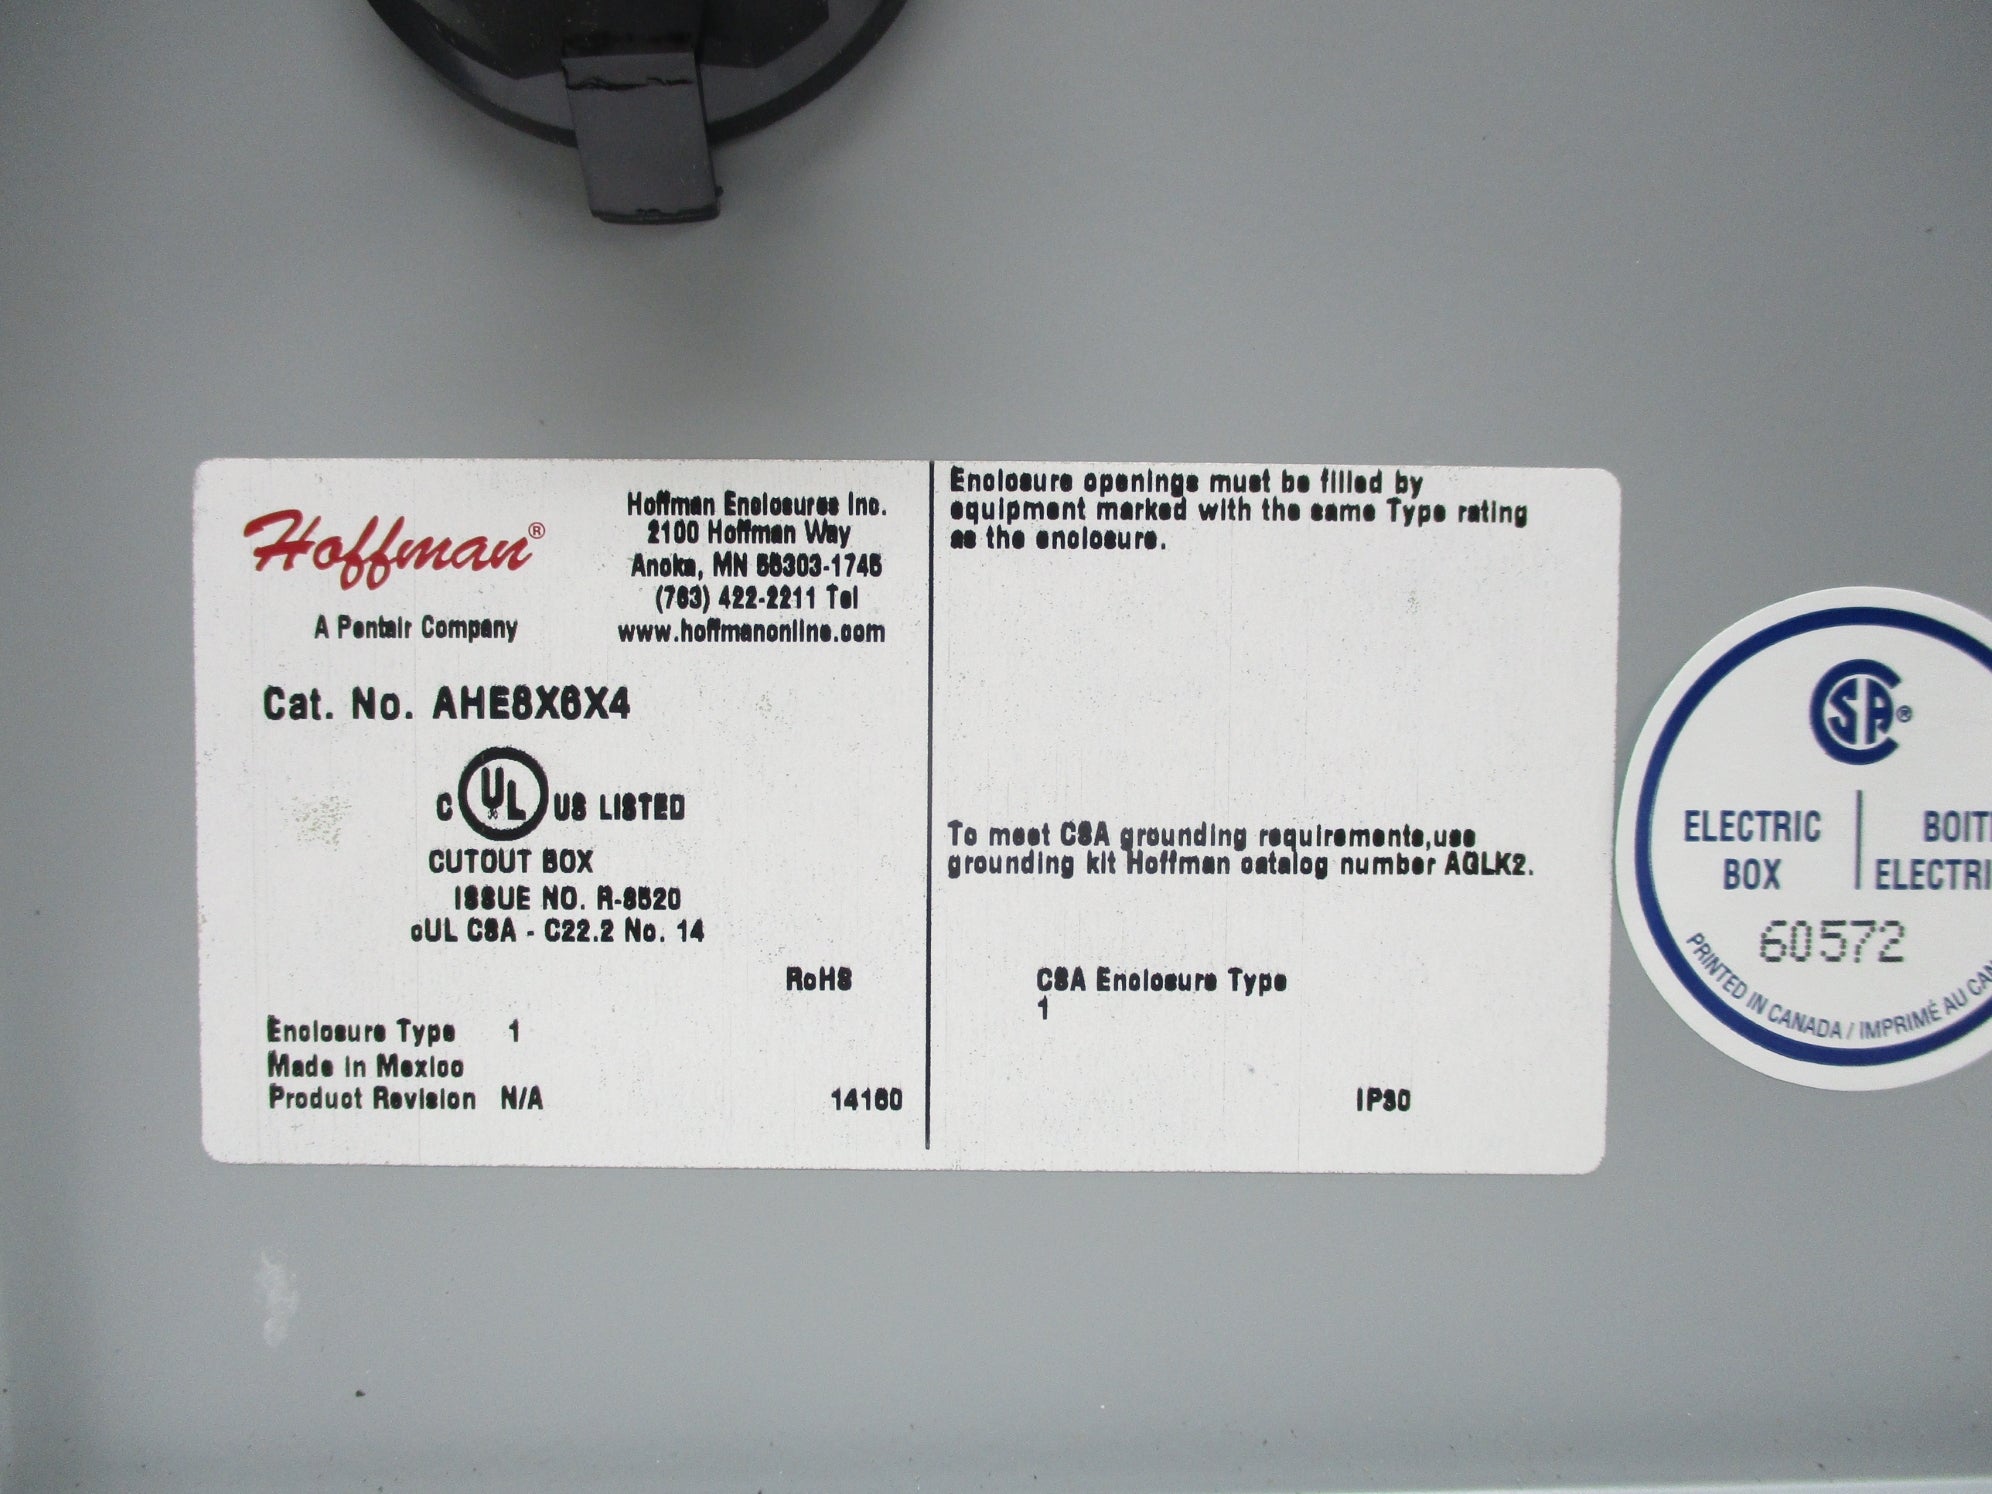 Hoffman®
A Pentair Company
Hoffman Enclosures Inc.
2100 Hoffman Way
Anoka, MN 55303-1745
(763) 422-2211 Tel
www.hoffmanonline.com
Cat. No. AHE8X6X4
C UL US LISTED
CUTOUT BOX
ISSUE NO. R-8520
cUL CSA - C22.2 No. 14
RoHS
Enclosure Type 1
Made in Mexico
Product Revision N/A
14160
Enclosure openings must be filled by
equipment marked with the same Type rating
as the enclosure.
To meet CSA grounding requirements,use
grounding kit Hoffman catalog number AGLK2.
CSA Enclosure Type
1
IP30
CSA®
ELECTRIC
BOX
BOIT
ELECTRI
60572
PRINTED IN CANADA / IMPRIMÉ AU CAN